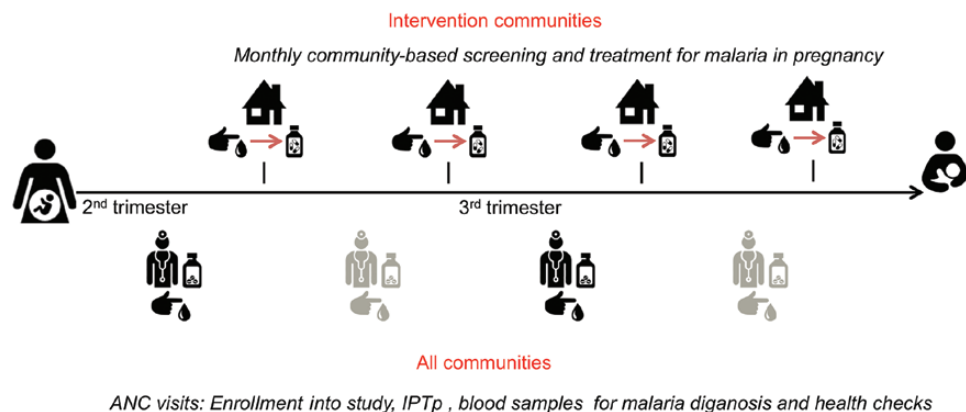 Intervention communities
Monthly community-based screening and treatment for malaria in pregnancy
2nd trimester
3rd trimester
All communities
ANC visits: Enrollment into study, IPTp , blood samples for malaria diganosis and health checks